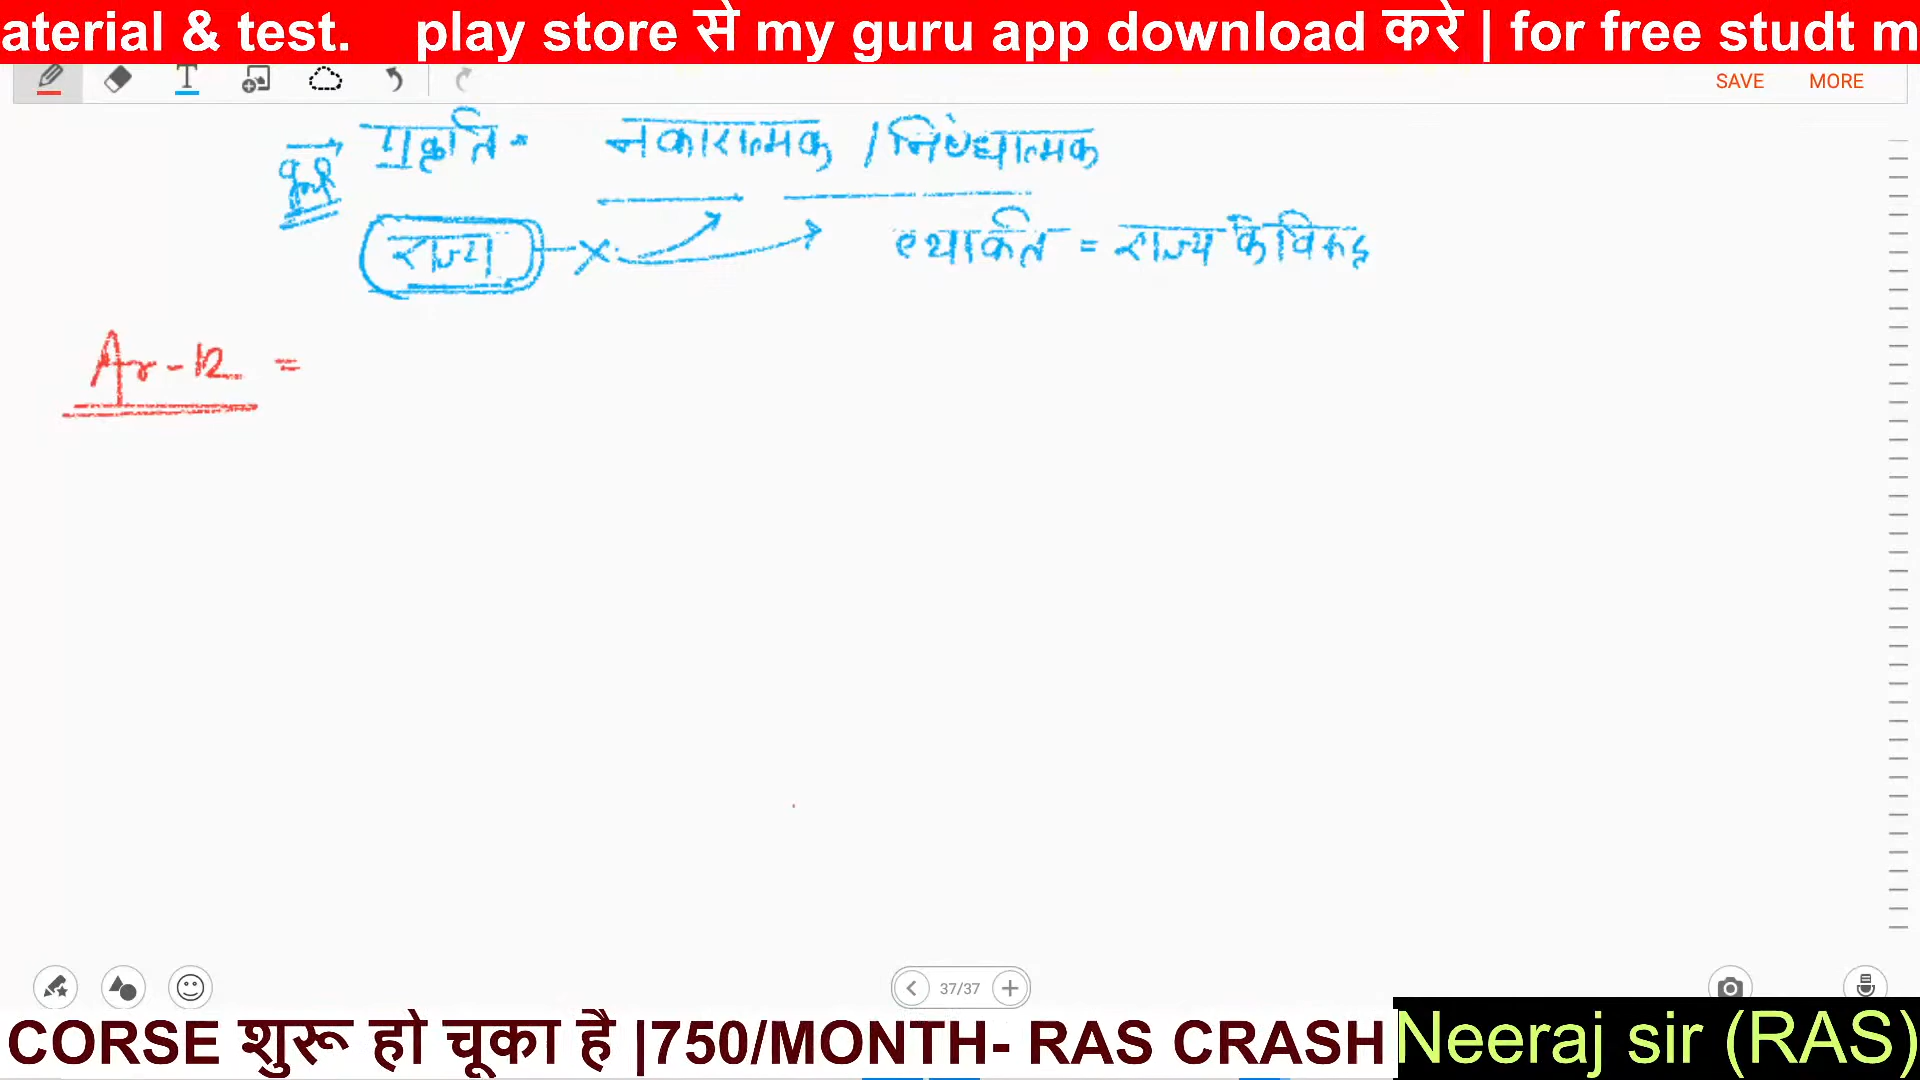 aterial & test. play store से my guru app download करे | for free studt m
SAVE MORE
प्रकृति - नकारात्मक / निषेधात्मक
राज्य व्यक्ति = राज्य के विरुद्ध
Ar-12 =
37/37
CORSE शुरू हो चूका है |750/MONTH- RAS CRASH Neeraj sir (RAS)